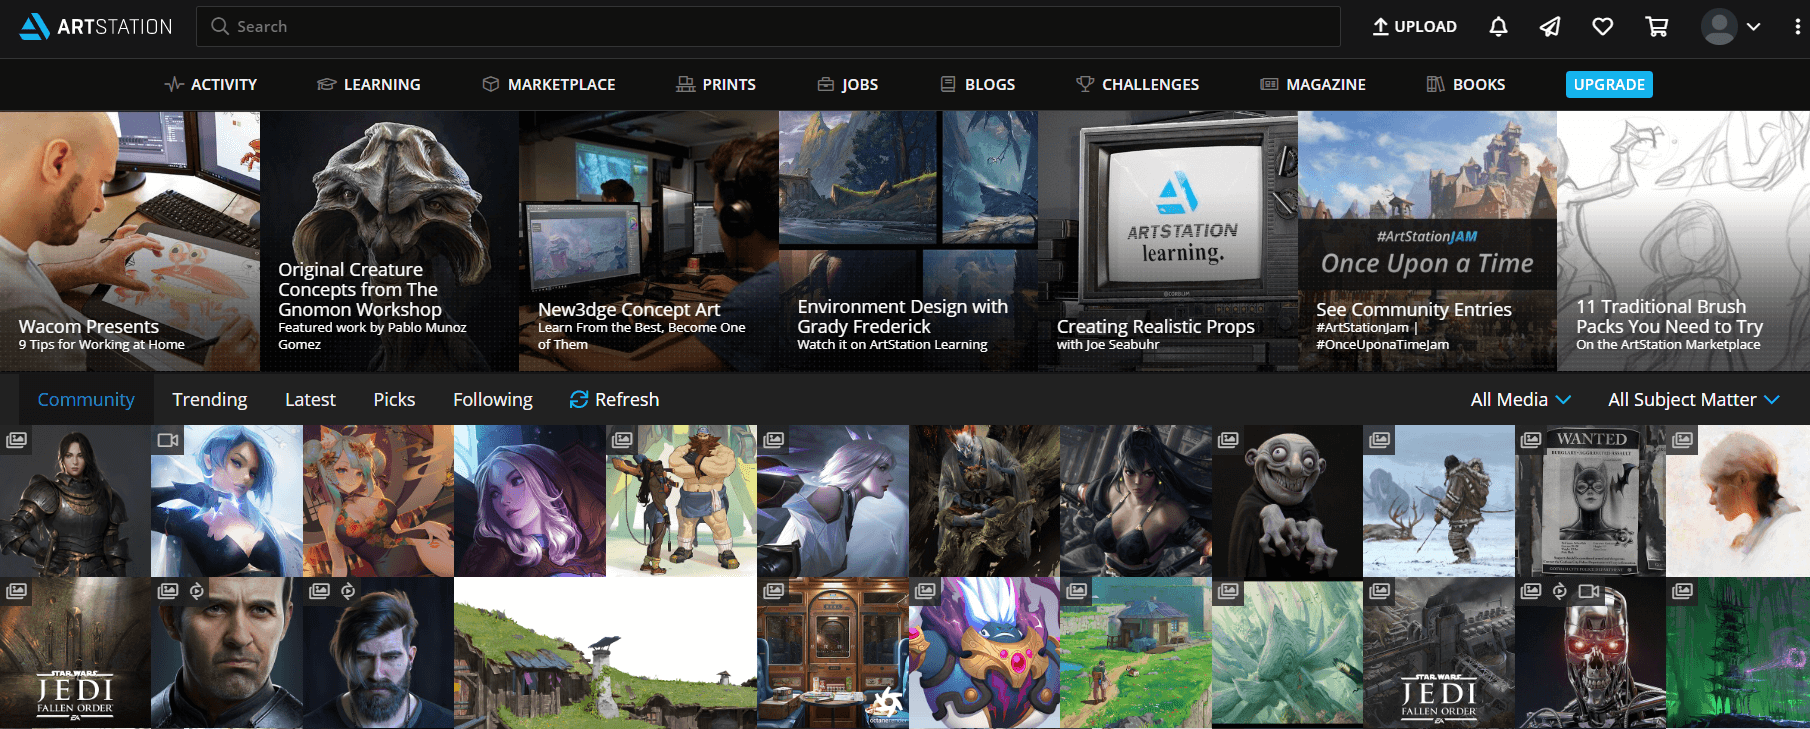 ARTSTATION
Search
UPLOAD
ACTIVITY
LEARNING
MARKETPLACE
PRINTS
JOBS
BLOGS
CHALLENGES
MAGAZINE
BOOKS
UPGRADE
Wacom Presents
9 Tips for Working at Home
Original Creature
Concepts from The
Gnomon Workshop
Featured work by Pablo Munoz
Gomez
New3dge Concept Art
Learn From the Best, Become One
of Them
Environment Design with
Grady Frederick
Watch it on ArtStation Learning
ARTSTATION
learning.
Creating Realistic Props
with Joe Seabuhr
#ArtStationJAM
Once Upon a Time
See Community Entries
#ArtStationJam |
#OnceUponaTimeJam
11 Traditional Brush
Packs You Need to Try
On the ArtStation Marketplace
Community
Trending
Latest
Picks
Following
Refresh
All Media
All Subject Matter
WANTED
STAR WARS
JEDI
FALLEN ORDER
EA
octanerender
STAR WARS
JEDI
FALLEN ORDER
EA